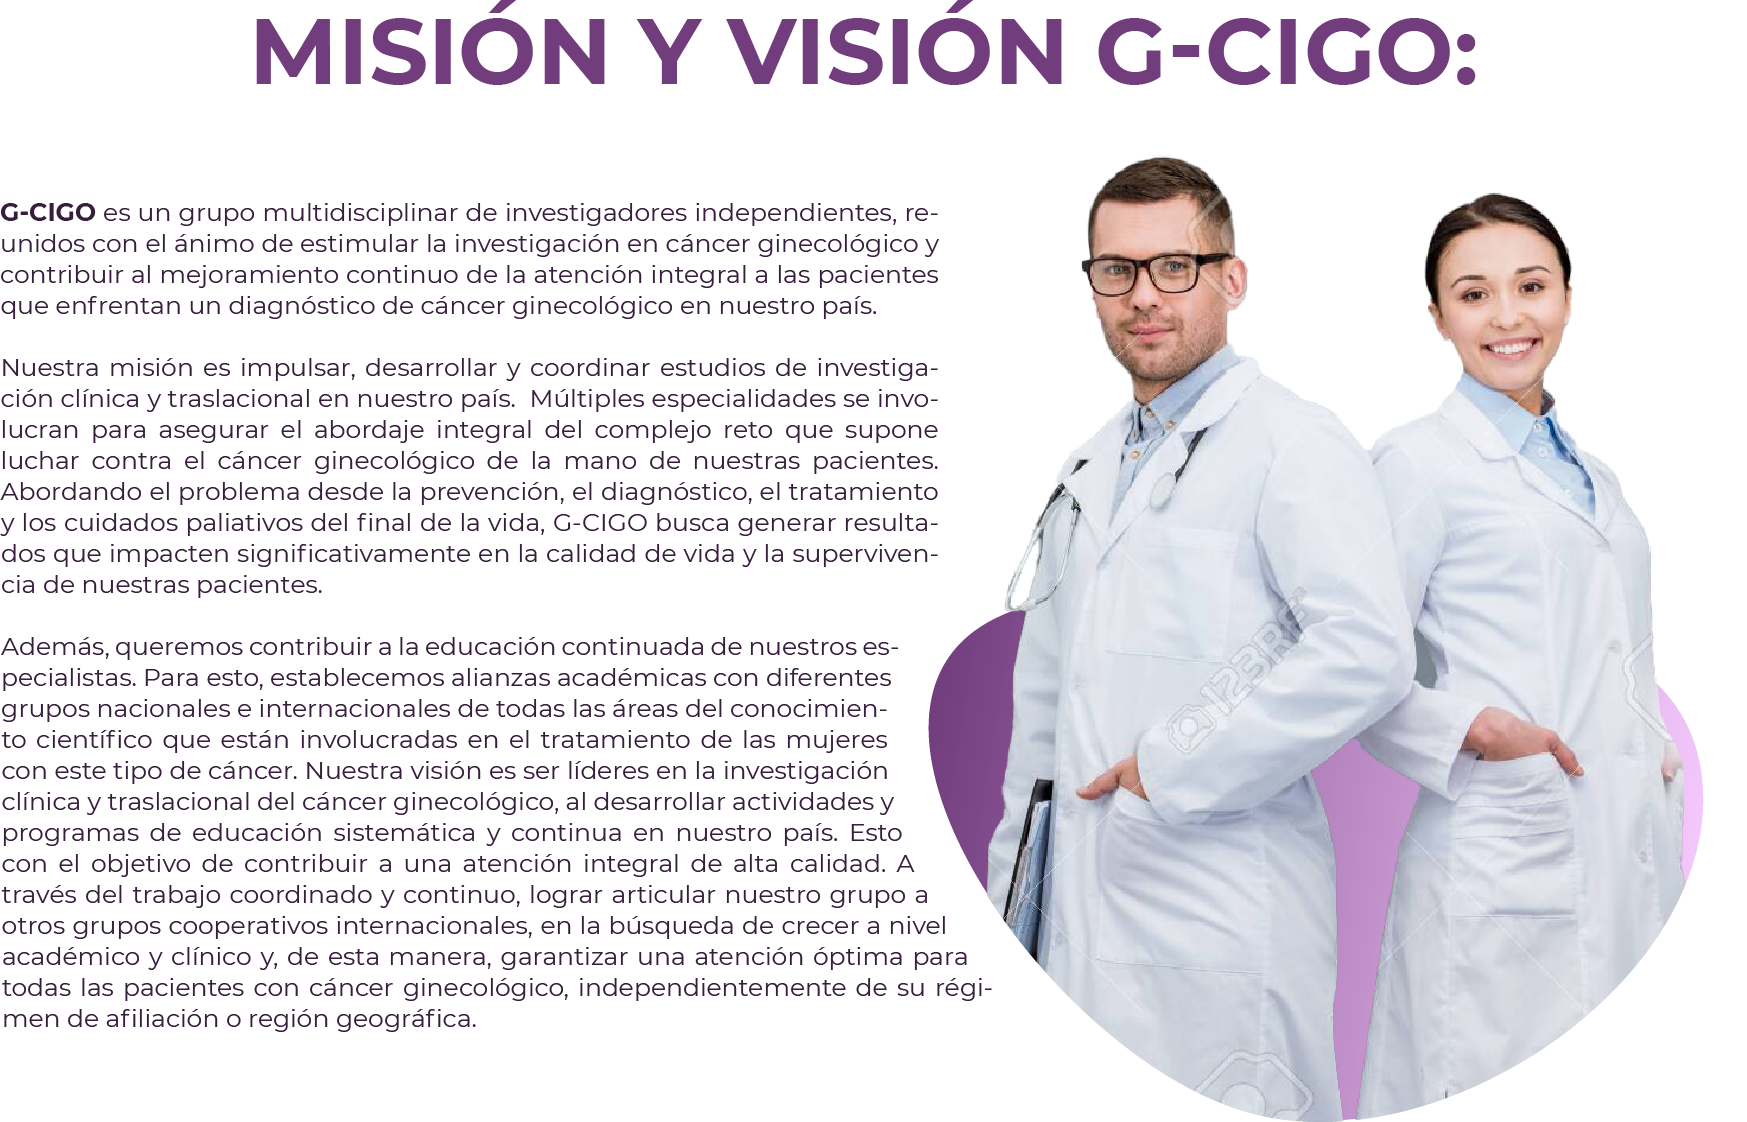 MISIÓN Y VISIÓN G-CIGO:
G-CIGO es un grupo multidisciplinar de investigadores independientes, re-
unidos con el ánimo de estimular la investigación en cáncer ginecológico y
contribuir al mejoramiento continuo de la atención integral a las pacientes
que enfrentan un diagnóstico de cáncer ginecológico en nuestro país.
Nuestra misión es impulsar, desarrollar y coordinar estudios de investiga-
ción clínica y traslacional en nuestro país. Múltiples especialidades se invo-
lucran para asegurar el abordaje integral del complejo reto que supone
luchar contra el cáncer ginecológico de la mano de nuestras pacientes.
Abordando el problema desde la prevención, el diagnóstico, el tratamiento
y los cuidados paliativos del final de la vida, G-CIGO busca generar resulta-
dos que impacten significativamente en la calidad de vida y la superviven-
cia de nuestras pacientes.
Además, queremos contribuir a la educación continuada de nuestros es-
pecialistas. Para esto, establecemos alianzas académicas con diferentes
grupos nacionales e internacionales de todas las áreas del conocimien-
to científico que están involucradas en el tratamiento de las mujeres
con este tipo de cáncer. Nuestra visión es ser líderes en la investigación
clínica y traslacional del cáncer ginecológico, al desarrollar actividades y
programas de educación sistemática y continua en nuestro país. Esto
con el objetivo de contribuir a una atención integral de alta calidad. A
través del trabajo coordinado y continuo, lograr articular nuestro grupo a
otros grupos cooperativos internacionales, en la búsqueda de crecer a nivel
académico y clínico y, de esta manera, garantizar una atención óptima para
todas las pacientes con cáncer ginecológico, independientemente de su régi-
men de afiliación o región geográfica.
123RF